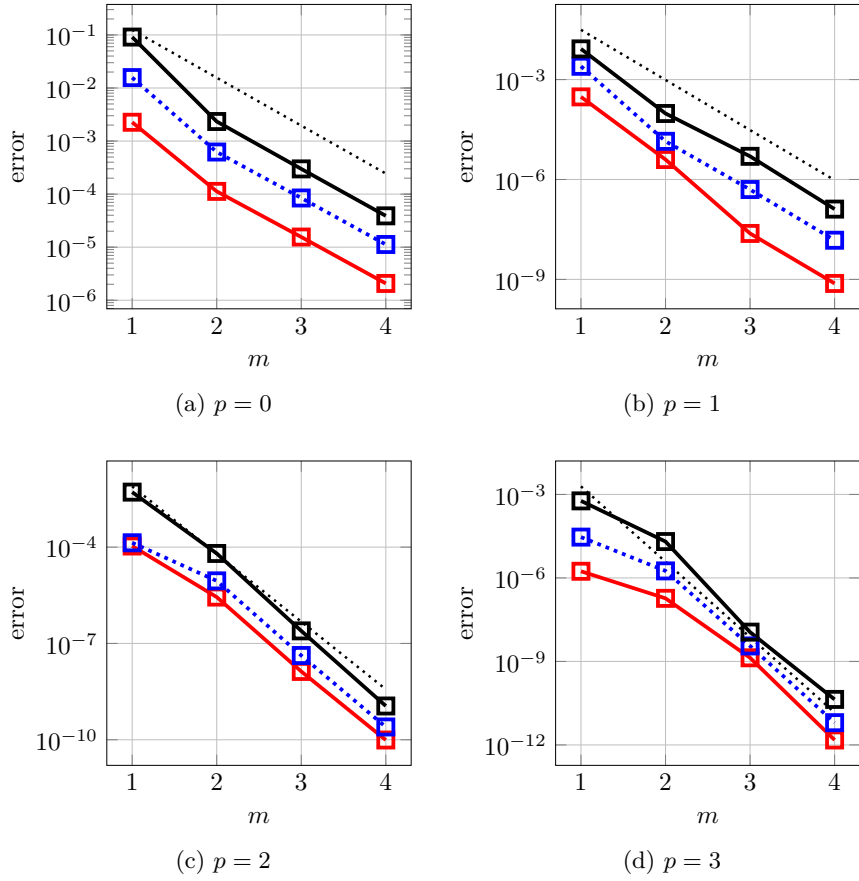 10^{-1}
10^{-2}
10^{-3}
10^{-4}
10^{-5}
10^{-6}
error
1 2 3 4
m
(a) p = 0
10^{-3}
10^{-6}
10^{-9}
error
1 2 3 4
m
(b) p = 1
10^{-4}
10^{-7}
10^{-10}
error
1 2 3 4
m
(c) p = 2
10^{-3}
10^{-6}
10^{-9}
10^{-12}
error
1 2 3 4
m
(d) p = 3